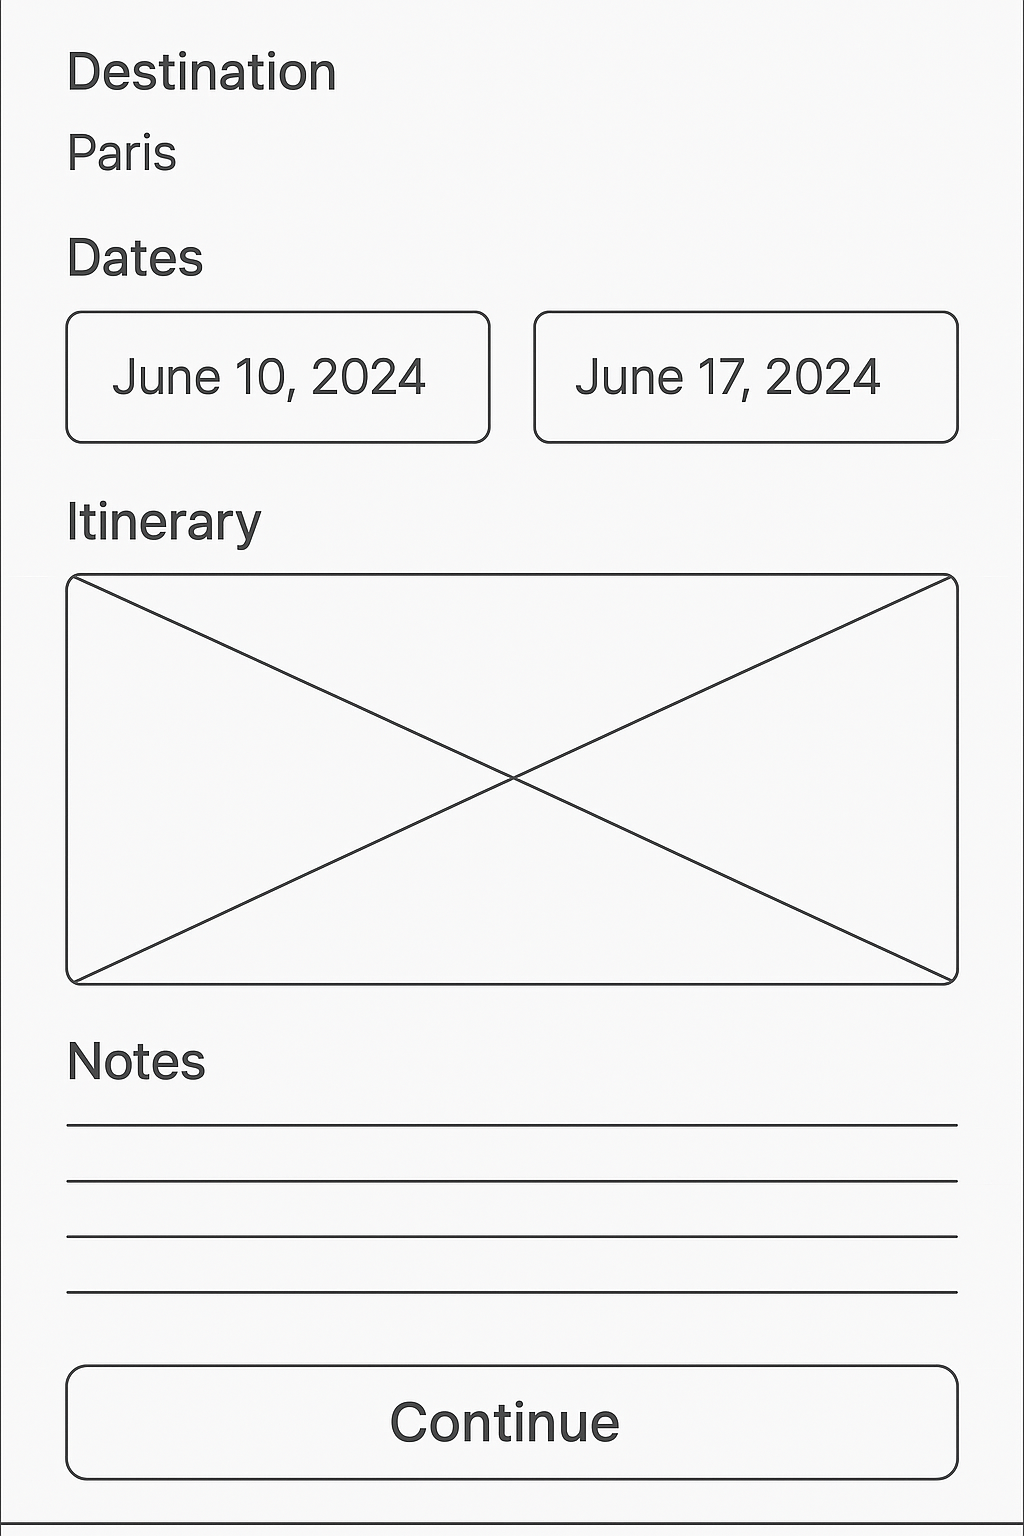 Destination
Paris
Dates
June 10, 2024
June 17, 2024
Itinerary
Notes
Continue